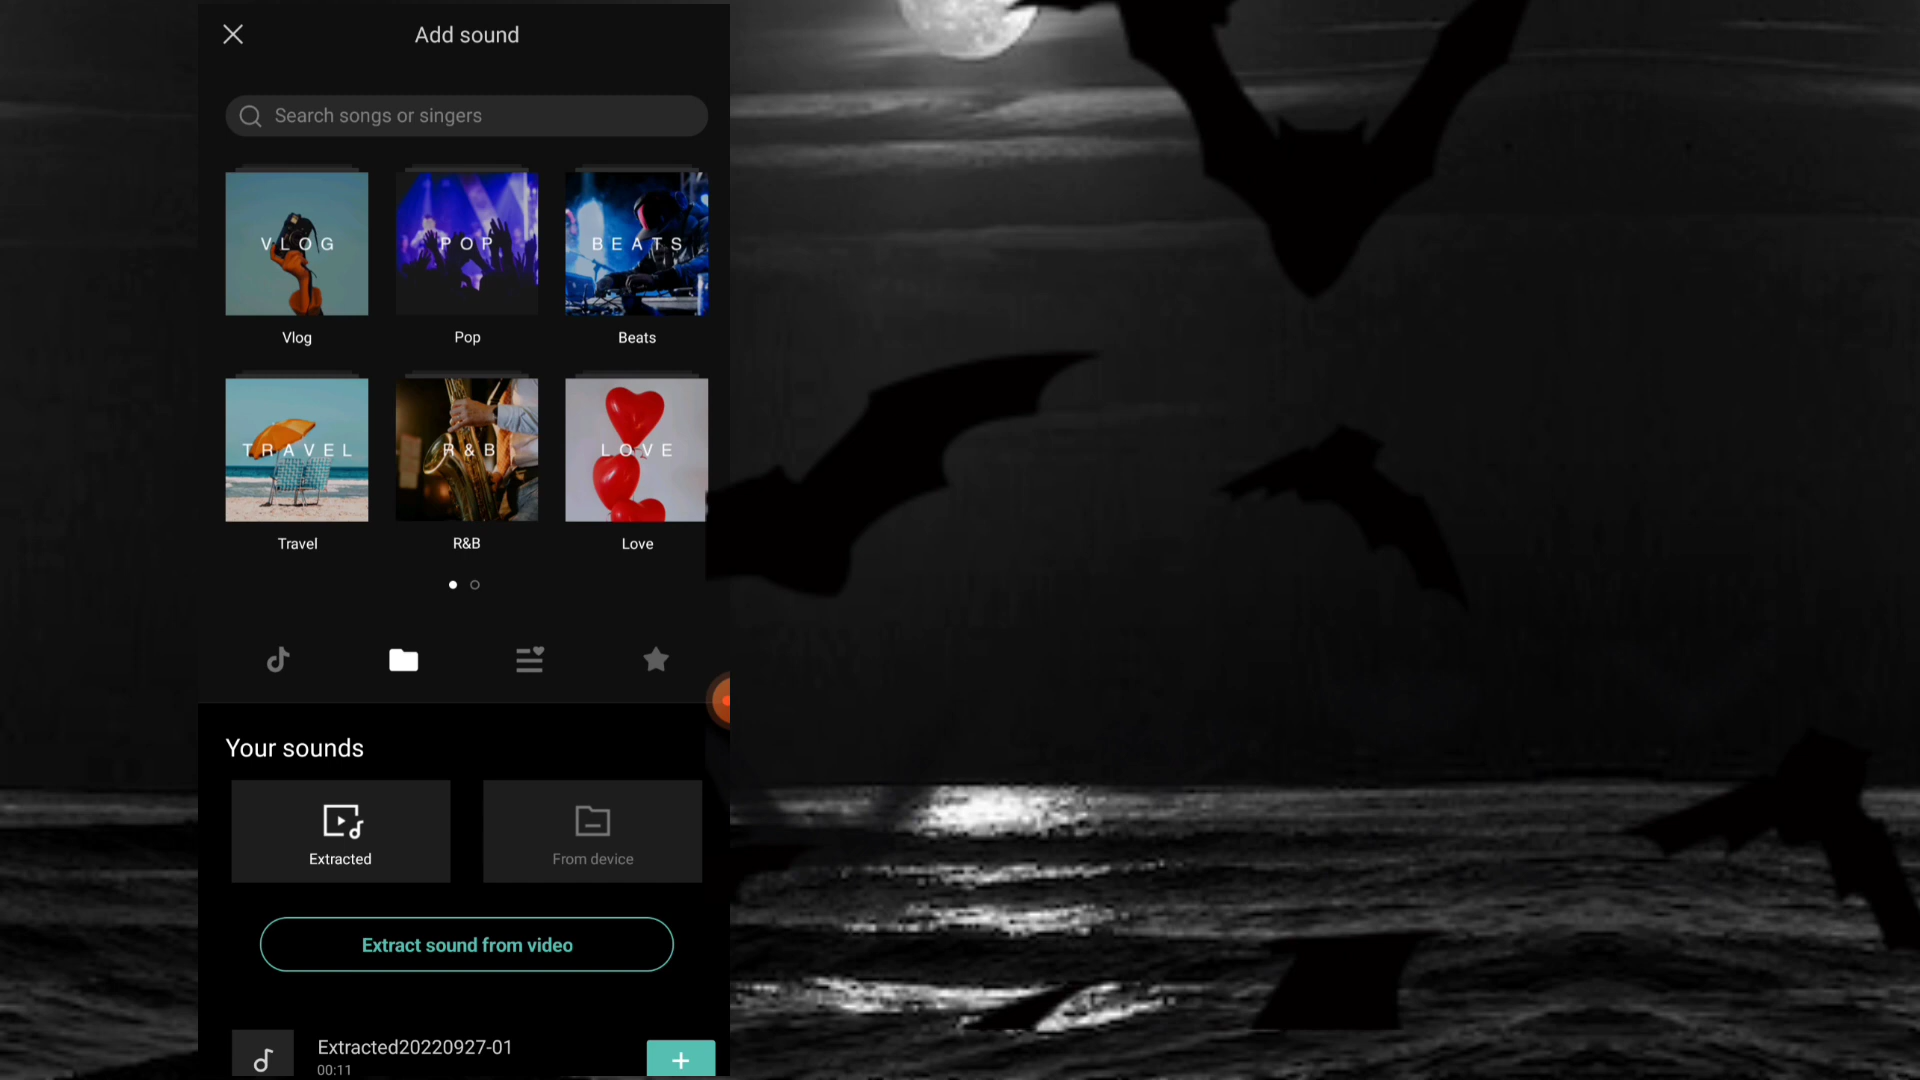 Add sound
Search songs or singers
VLOG
POP
BEATS
Vlog
Pop
Beats
TRAVEL
R&B
LOVE
Travel
R&B
Love
Your sounds
Extracted
From device
Extract sound from video
Extracted20220927-01
00:11